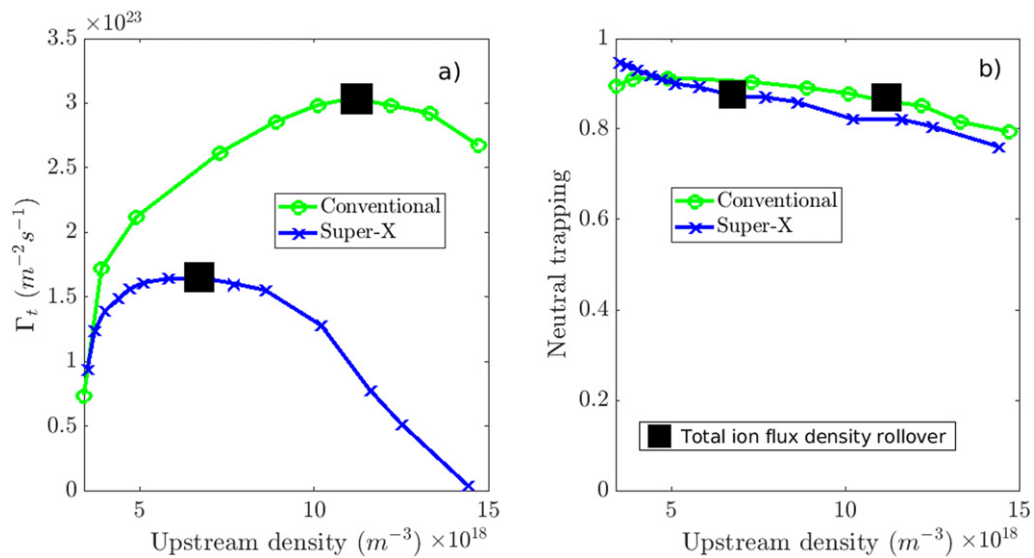 ×10²³
3.5
3
2.5
2
1.5
1
0.5
0
5
10
15
Γₜ (m⁻²s⁻¹)
Upstream density (m⁻³) ×10¹⁸
a)
Conventional
Super-X
1
0.8
0.6
0.4
0.2
0
5
10
15
Neutral trapping
Upstream density (m⁻³) ×10¹⁸
b)
Conventional
Super-X
Total ion flux density rollover